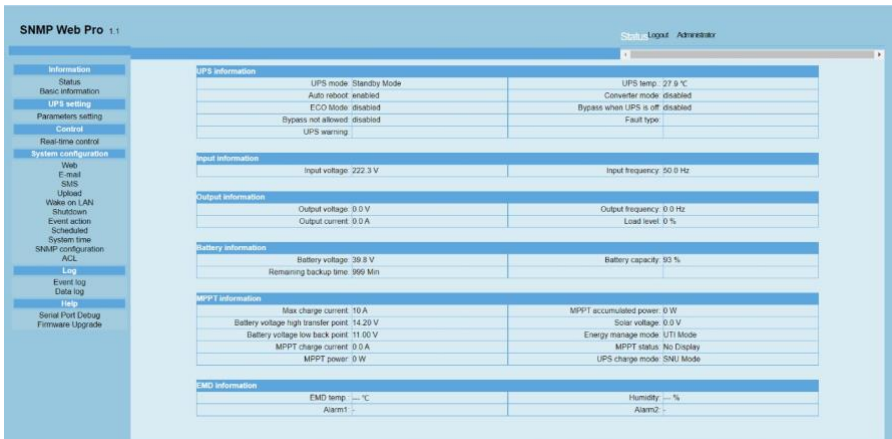 SNMP Web Pro 1.1
Status Logout Administrator
Information
Status
Basic information
UPS setting
Parameters setting
Control
Real-time control
System configuration
Web
E-mail
SMS
Upload
Wake on LAN
Shutdown
Event action
Scheduled
System time
SNMP configuration
ACL
Log
Event log
Data log
Help
Serial Port Debug
Firmware Upgrade
UPS information
UPS mode: Standby Mode UPS temp.: 27.9 ℃
Auto reboot: enabled Converter mode: disabled
ECO Mode: disabled Bypass when UPS is off: disabled
Bypass not allowed: disabled Fault type:
UPS warning:
Input information
Input voltage: 222.3 V Input frequency: 50.0 Hz
Output information
Output voltage: 0.0 V Output frequency: 0.0 Hz
Output current: 0.0 A Load level: 0 %
Battery information
Battery voltage: 39.8 V Battery capacity: 93 %
Remaining backup time: 999 Min
MPPT information
Max charge current: 10 A MPPT accumulated power: 0 W
Battery voltage high transfer point: 14.20 V Solar voltage: 0.0 V
Battery voltage low back point: 11.00 V Energy manage mode: UTI Mode
MPPT charge current: 0.0 A MPPT status: No Display
MPPT power: 0 W UPS charge mode: SNU Mode
EMD information
EMD temp.: --- ℃ Humidity: --- %
Alarm1: - Alarm2: -